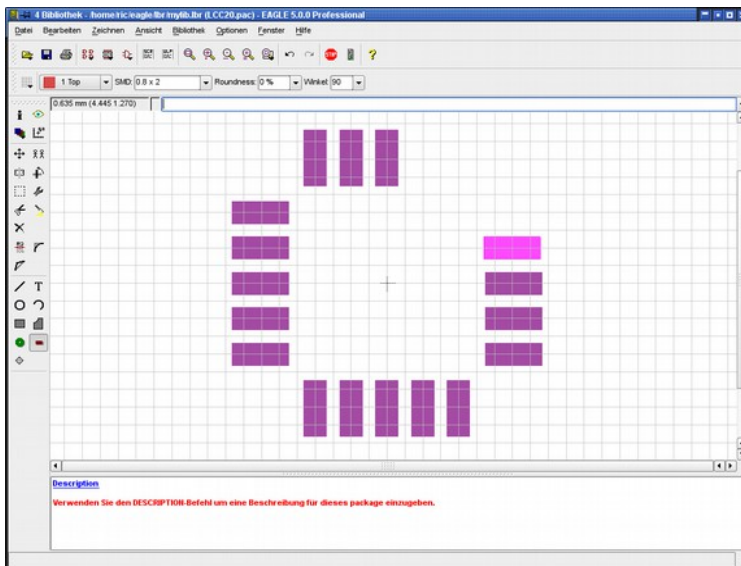 4 Bibliothek - /home/ric/eagle/lbr/mylib.lbr (LCC20.pac) - EAGLE 5.0.0 Professional
Datei Bearbeiten Zeichnen Ansicht Bibliothek Optionen Fenster Hilfe
STOP ?
1 Top SMD: 0.8 x 2 Roundness: 0 % Winkel: 90
0.635 mm (4.445 1.270)
i
T
Description
Verwenden Sie den DESCRIPTION-Befehl um eine Beschreibung für dieses package einzugeben.